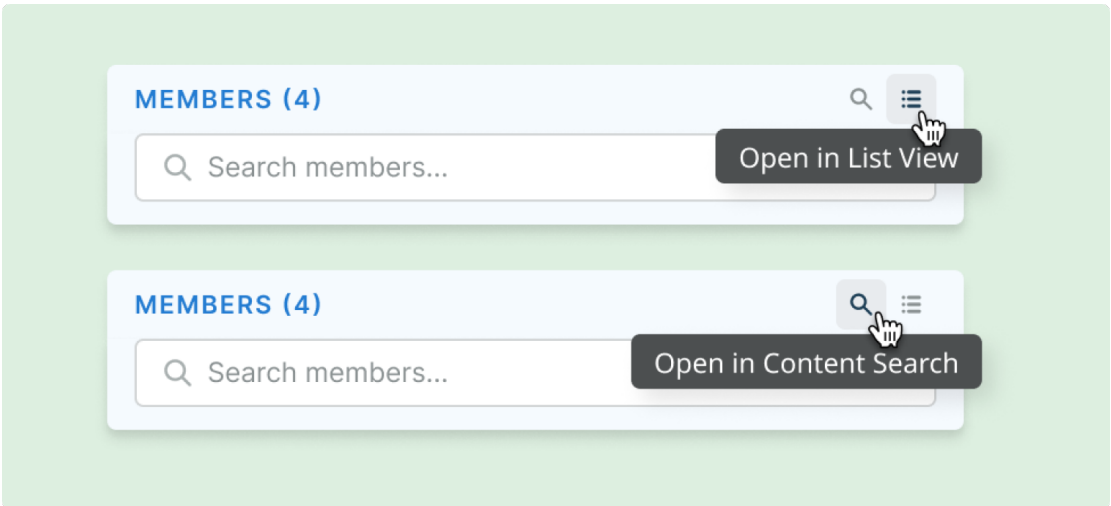 MEMBERS (4)
Search members...
Open in List View
MEMBERS (4)
Search members...
Open in Content Search